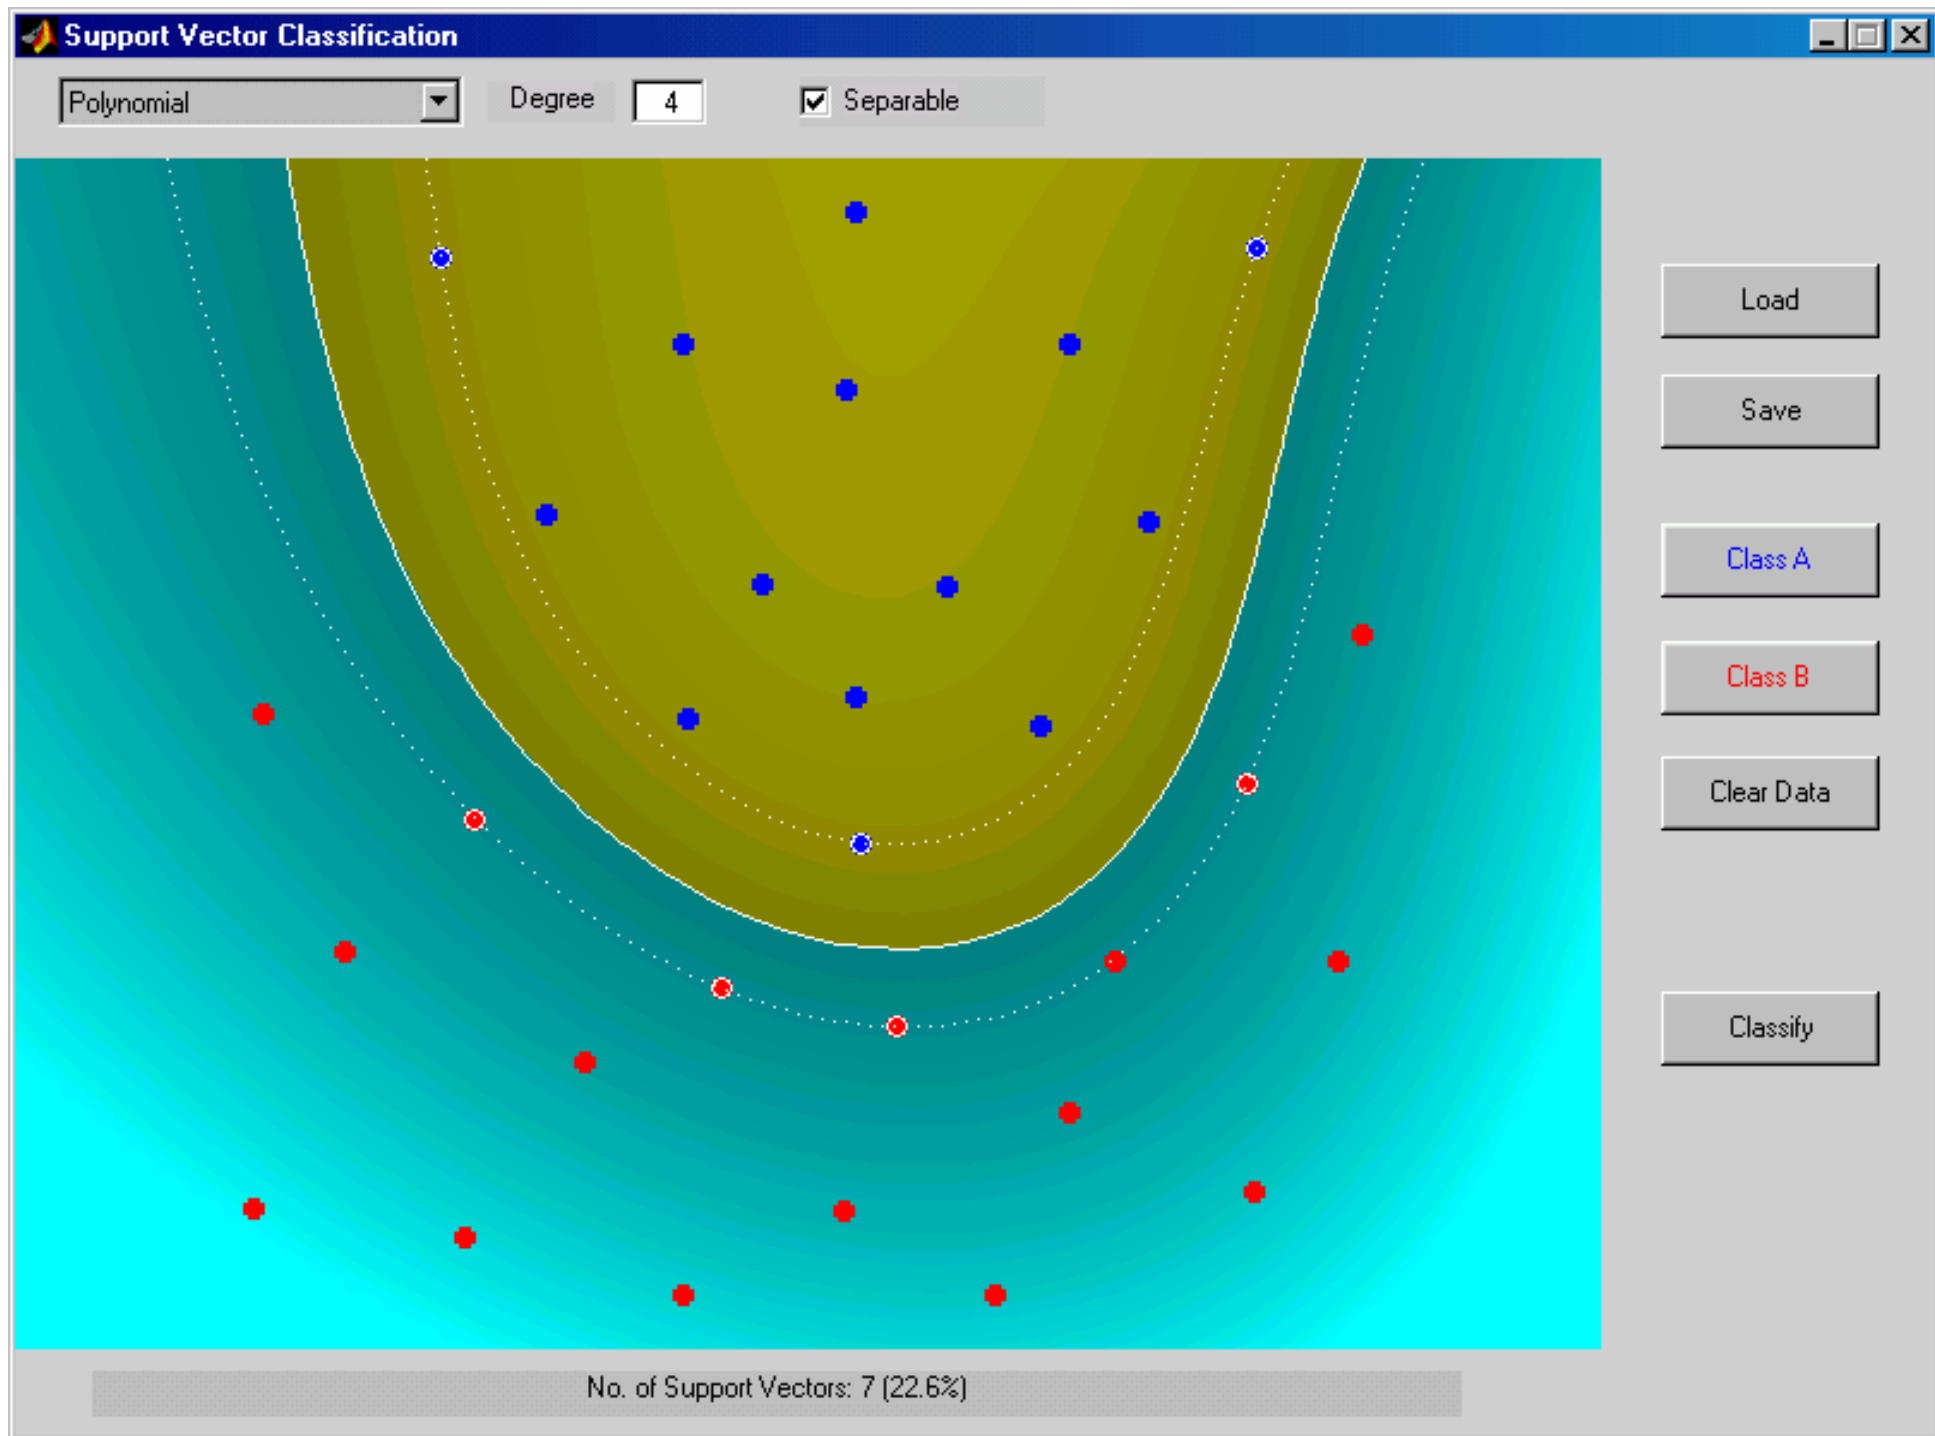 Support Vector Classification
Polynomial
Degree 4
Separable
Load
Save
Class A
Class B
Clear Data
Classify
No. of Support Vectors: 7 (22.6%)